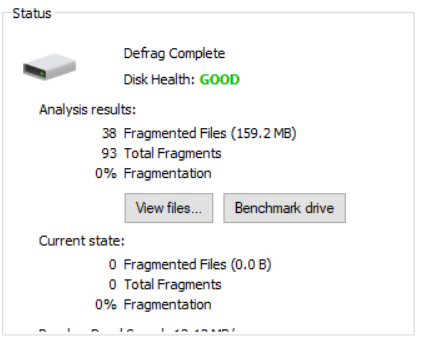 Status
Defrag Complete
Disk Health: GOOD
Analysis results:
38 Fragmented Files (159.2 MB)
93 Total Fragments
0% Fragmentation
View files... Benchmark drive
Current state:
0 Fragmented Files (0.0 B)
0 Total Fragments
0% Fragmentation